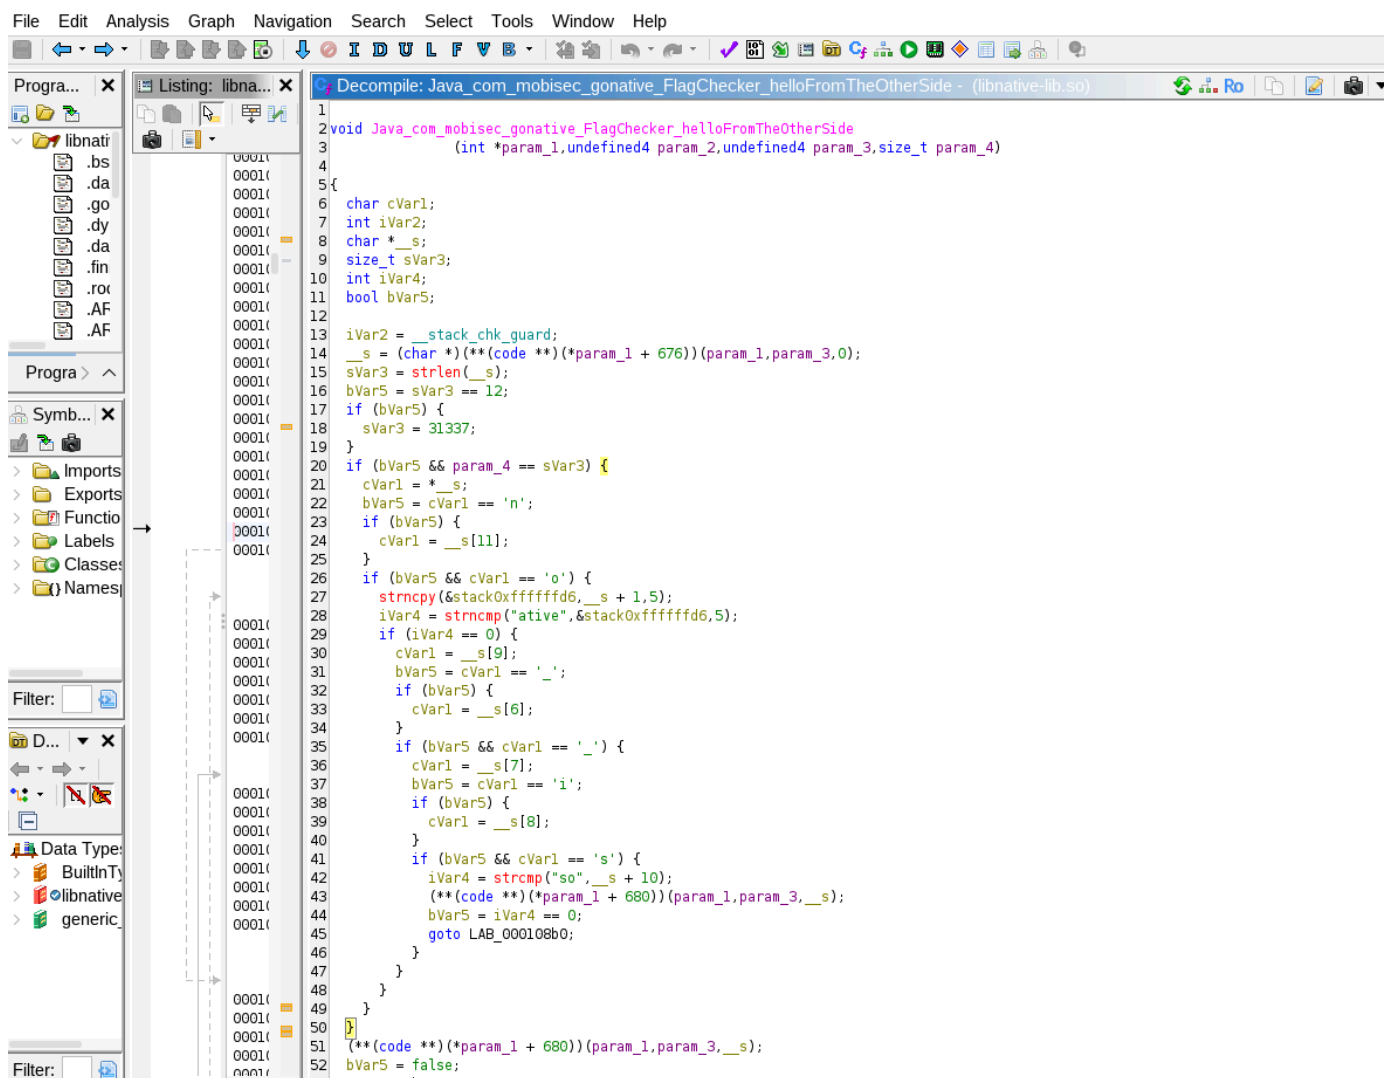 File Edit Analysis Graph Navigation Search Select Tools Window Help
I D U L F V B
Progra...
Listing: libna...
Decompile: Java_com_mobisec_gonative_FlagChecker_helloFromTheOtherSide - (libnative-lib.so)
Ro
libnati
.bs
.da
.go
.dy
.da
.fin
.roc
.AF
.AF
Progra
Symb...
Imports
Exports
Functio
Labels
Classes
Namesp
Filter:
D...
Data Type:
BuiltInTy
libnative
generic_
Filter:
1
2 void Java_com_mobisec_gonative_FlagChecker_helloFromTheOtherSide
3 (int *param_1,undefined4 param_2,undefined4 param_3,size_t param_4)
4
5 {
6 char cVar1;
7 int iVar2;
8 char *__s;
9 size_t sVar3;
10 int iVar4;
11 bool bVar5;
12
13 iVar2 = __stack_chk_guard;
14 __s = (char *)(**(code **)(*param_1 + 676))(param_1,param_3,0);
15 sVar3 = strlen(__s);
16 bVar5 = sVar3 == 12;
17 if (bVar5) {
18 sVar3 = 31337;
19 }
20 if (bVar5 && param_4 == sVar3) {
21 cVar1 = *__s;
22 bVar5 = cVar1 == 'n';
23 if (bVar5) {
24 cVar1 = __s[11];
25 }
26 if (bVar5 && cVar1 == 'o') {
27 strncpy(&stack0xffffffd6,__s + 1,5);
28 iVar4 = strncmp("ative",&stack0xffffffd6,5);
29 if (iVar4 == 0) {
30 cVar1 = __s[9];
31 bVar5 = cVar1 == '_';
32 if (bVar5) {
33 cVar1 = __s[6];
34 }
35 if (bVar5 && cVar1 == '_') {
36 cVar1 = __s[7];
37 bVar5 = cVar1 == 'i';
38 if (bVar5) {
39 cVar1 = __s[8];
40 }
41 if (bVar5 && cVar1 == 's') {
42 iVar4 = strcmp("so",__s + 10);
43 (**(code **)(*param_1 + 680))(param_1,param_3,__s);
44 bVar5 = iVar4 == 0;
45 goto LAB_000108b0;
46 }
47 }
48 }
49 }
50 }
51 (**(code **)(*param_1 + 680))(param_1,param_3,__s);
52 bVar5 = false;